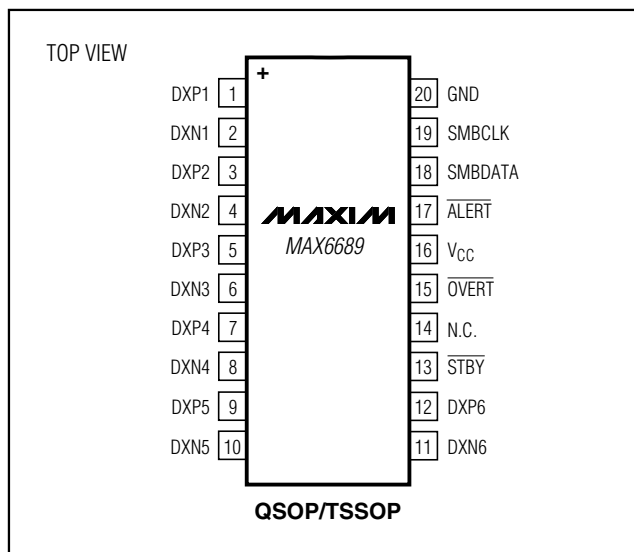 TOP VIEW
+
DXP1 1
DXN1 2
DXP2 3
DXN2 4
DXP3 5
DXN3 6
DXP4 7
DXN4 8
DXP5 9
DXN5 10
MAXIM
MAX6689
20 GND
19 SMBCLK
18 SMBDATA
17 ALERT
16 VCC
15 OVERT
14 N.C.
13 STBY
12 DXP6
11 DXN6
QSOP/TSSOP